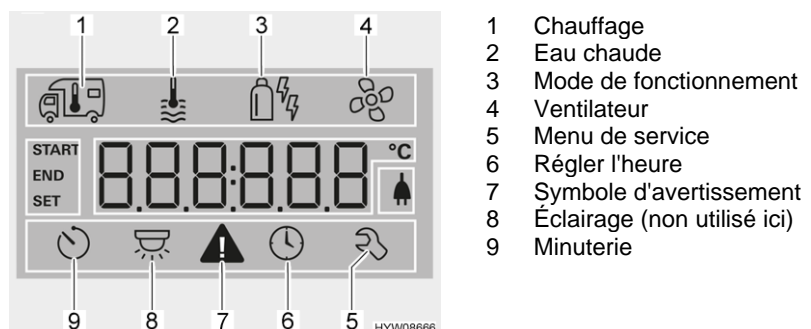 1 2 3 4
START
END
SET
888:888
°C
9 8 7 6 5
HYW08666
1 Chauffage
2 Eau chaude
3 Mode de fonctionnement
4 Ventilateur
5 Menu de service
6 Régler l'heure
7 Symbole d'avertissement
8 Éclairage (non utilisé ici)
9 Minuterie